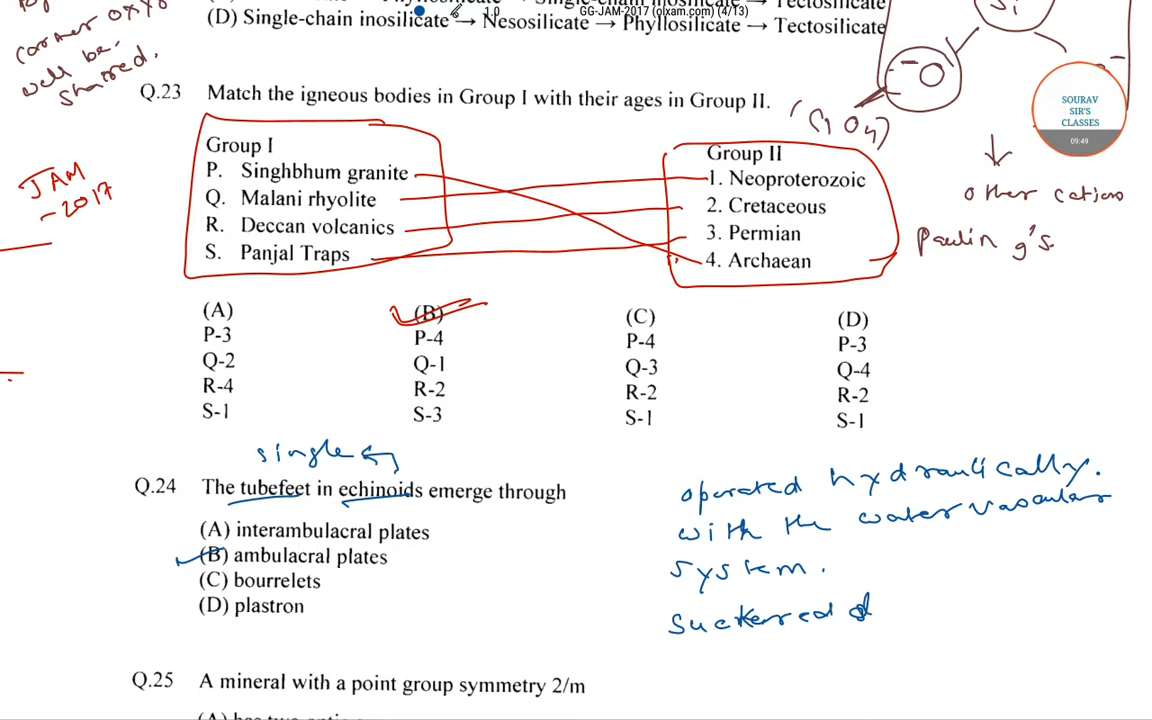 (D) Single-chain inosilicate → Nesosilicate → Phyllosilicate → Tectosilicate
GG-JAM-2017 (olxam.com) (4/13)
corner
well be.
shared.
Q.23 Match the igneous bodies in Group I with their ages in Group II.
SOURAV
SIR'S
CLASSES
09:49
JAM
-2017
Group I
P. Singhbhum granite
Q. Malani rhyolite
R. Deccan volcanics
S. Panjal Traps
Group II
1. Neoproterozoic
2. Cretaceous
3. Permian
4. Archaean
other cations
Pauling's
(A)
P-3
Q-2
R-4
S-1
(B)
P-4
Q-1
R-2
S-3
(C)
P-4
Q-3
R-2
S-1
(D)
P-3
Q-4
R-2
S-1
single
Q.24 The tubefeet in echinoids emerge through
(A) interambulacral plates
(B) ambulacral plates
(C) bourrelets
(D) plastron
operated hydraulically.
with the water vascular
system.
suckered
Q.25 A mineral with a point group symmetry 2/m